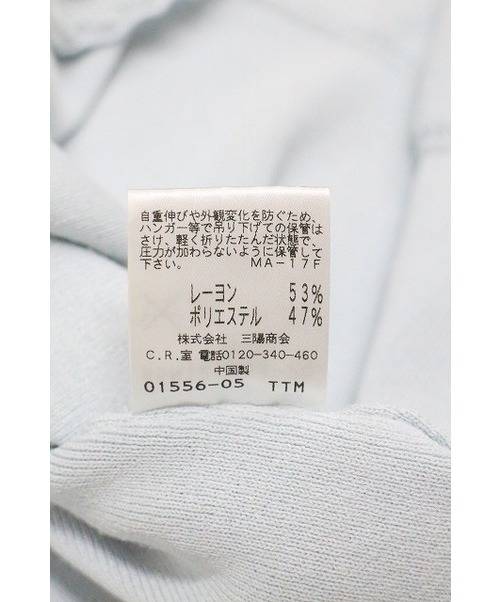 自重伸びや外観変化を防ぐため、
ハンガー等で吊り下げての保管は
さけ、軽く折りたたんだ状態で、
圧力が加わらないように保管して
下さい。 MA-17F
レーヨン 53%
ポリエステル 47%
株式会社 三陽商会
C.R.室 電話0120-340-460
中国製
01556-05 TTM